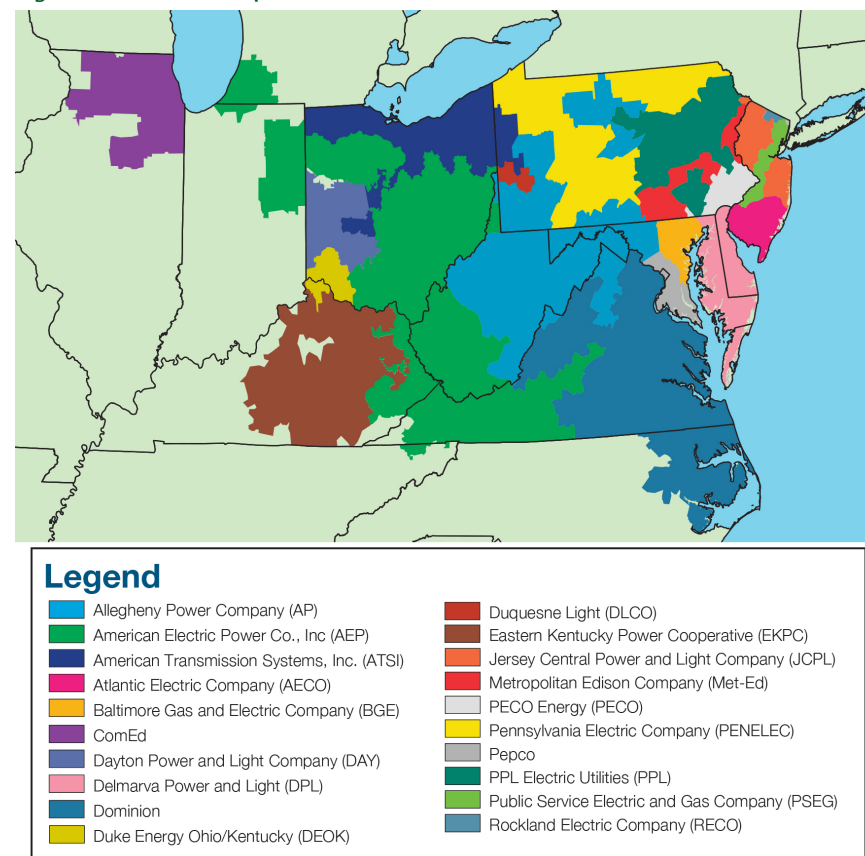 Legend
Allegheny Power Company (AP)
American Electric Power Co., Inc (AEP)
American Transmission Systems, Inc. (ATSI)
Atlantic Electric Company (AECO)
Baltimore Gas and Electric Company (BGE)
ComEd
Dayton Power and Light Company (DAY)
Delmarva Power and Light (DPL)
Dominion
Duke Energy Ohio/Kentucky (DEOK)
Duquesne Light (DLCO)
Eastern Kentucky Power Cooperative (EKPC)
Jersey Central Power and Light Company (JCPL)
Metropolitan Edison Company (Met-Ed)
PECO Energy (PECO)
Pennsylvania Electric Company (PENELEC)
Pepco
PPL Electric Utilities (PPL)
Public Service Electric and Gas Company (PSEG)
Rockland Electric Company (RECO)